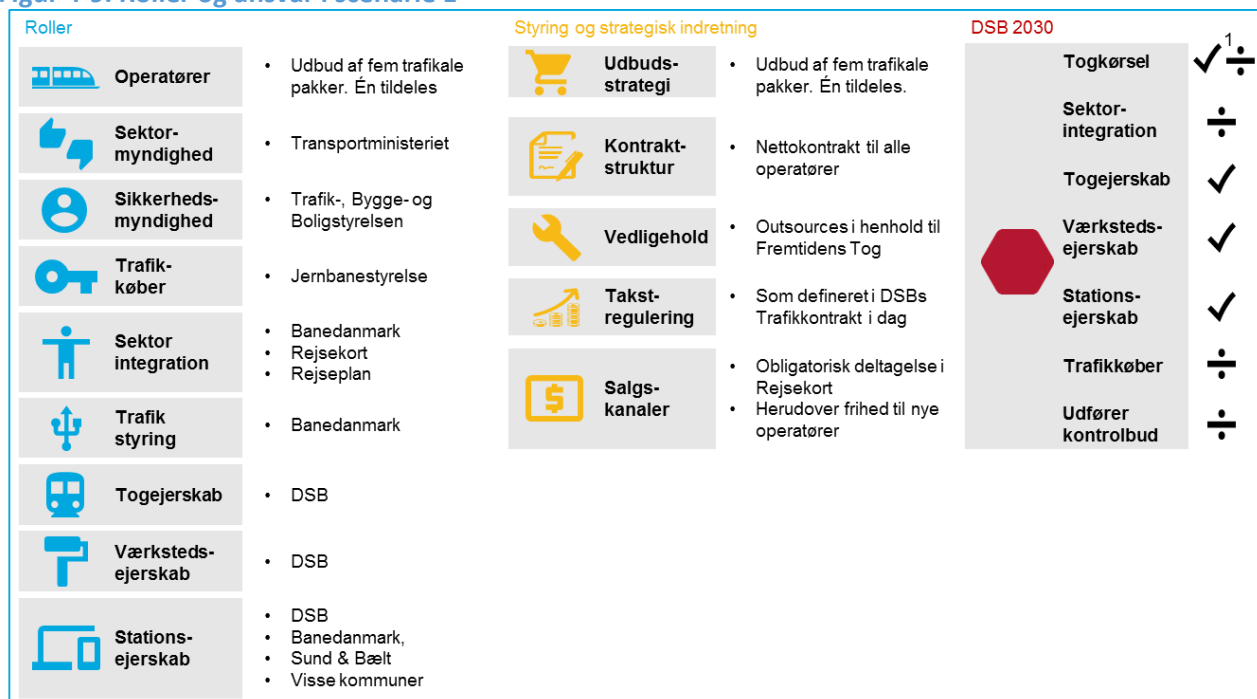 Roller
Operatører
• Udbud af fem trafikale
pakker. Én tildeles
Sektor-
myndighed
• Transportministeriet
Sikkerheds-
myndighed
• Trafik-, Bygge- og
Boligstyrelsen
Trafik-
køber
• Jernbanestyrelse
Sektor
integration
• Banedanmark
• Rejsekort
• Rejseplan
Trafik
styring
• Banedanmark
Togejerskab
• DSB
Værksteds-
ejerskab
• DSB
Stations-
ejerskab
• DSB
• Banedanmark,
• Sund & Bælt
• Visse kommuner
Styring og strategisk indretning
Udbuds-
strategi
• Udbud af fem trafikale
pakker. Én tildeles.
Kontrakt-
struktur
• Nettokontrakt til alle
operatører
Vedligehold
• Outsources i henhold til
Fremtidens Tog
Takst-
regulering
• Som defineret i DSBs
Trafikkontrakt i dag
Salgs-
kanaler
• Obligatorisk deltagelse i
Rejsekort
• Herudover frihed til nye
operatører
DSB 2030
Togkørsel ✓ 1 ÷
Sektor-
integration ÷
Togejerskab ✓
Værksteds-
ejerskab ✓
Stations-
ejerskab ✓
Trafikkøber ÷
Udfører
kontrolbud ÷